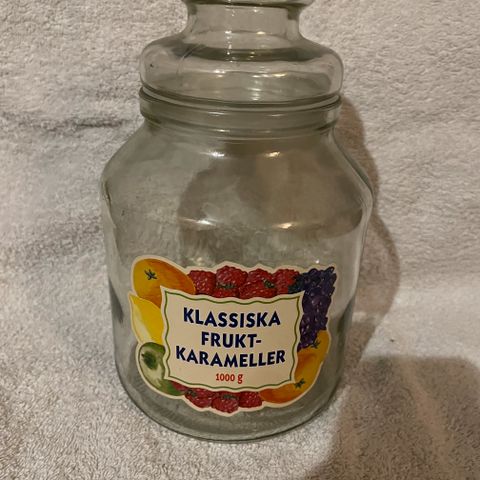 KLASSISKA
FRUKT-
KARAMELLER
1000 g